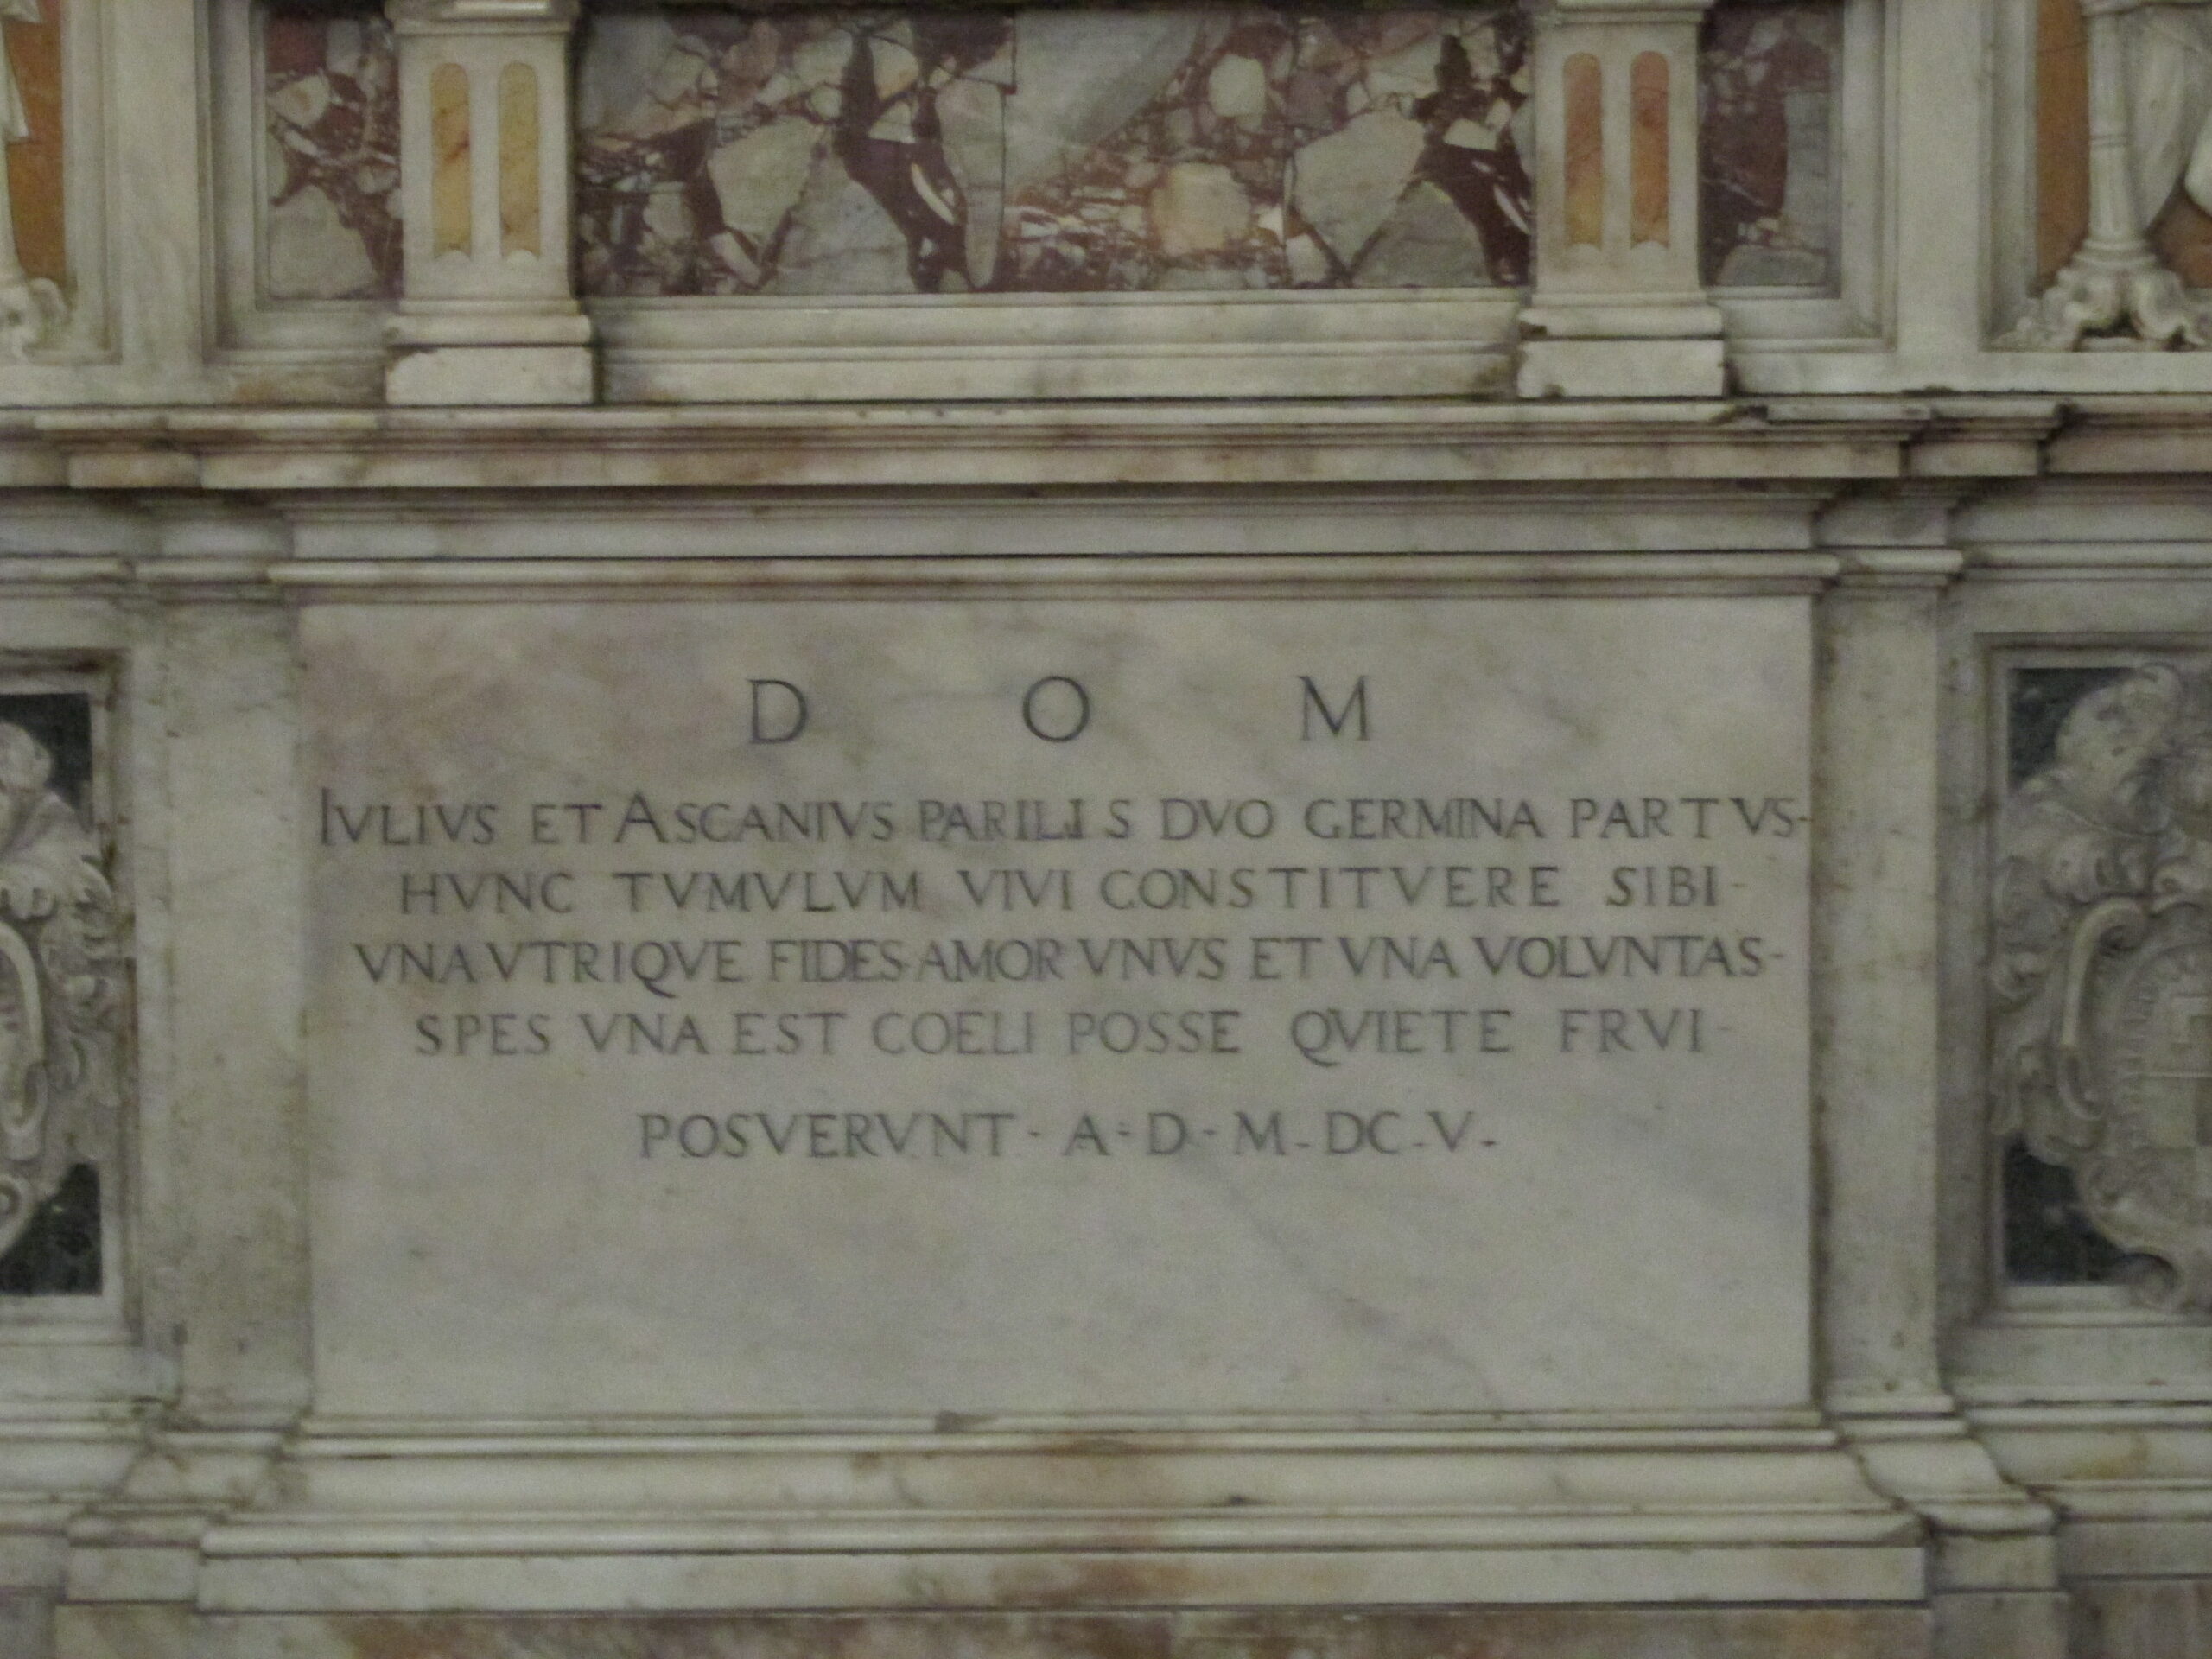 D O M
IVLIVS ET ASCANIVS PARILIS DVO GERMINA PARTVS-
HVNC TVMVLVM VIVI CONSTITVERE SIBI-
VNA VTRIQVE FIDES AMOR VNVS ET VNA VOLVNTAS-
SPES VNA EST COELI POSSE QVIETE FRVI-
POSVERVNT - A - D - M - DC - V -